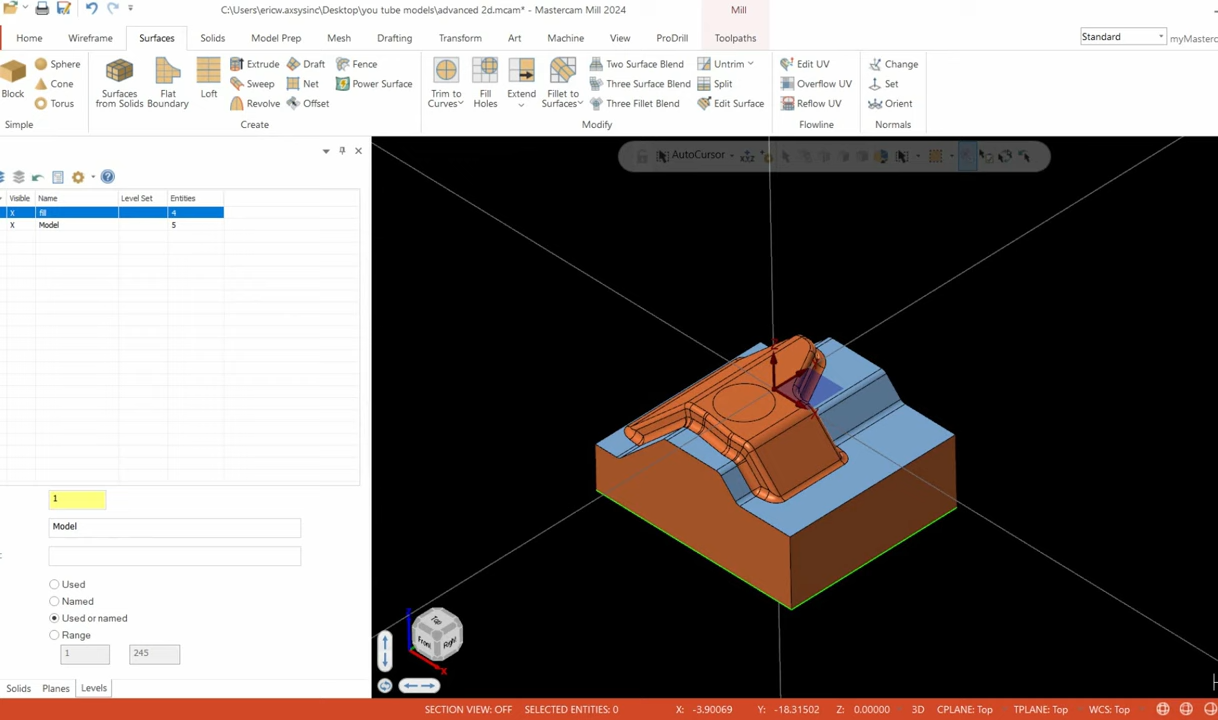 C:\Users\ericw.axsysinc\Desktop\you tube models\advanced 2d.mcam* - Mastercam Mill 2024
Mill
Home Wireframe Surfaces Solids Model Prep Mesh Drafting Transform Art Machine View ProDrill Toolpaths
Standard
myMasterc
Block
Sphere
Cone
Torus
Simple
Surfaces
from Solids
Flat
Boundary
Loft
Extrude
Sweep
Revolve
Draft
Net
Offset
Fence
Power Surface
Create
Trim to
Curves
Fill
Holes
Extend
Fillet to
Surfaces
Two Surface Blend
Three Surface Blend
Three Fillet Blend
Untrim
Split
Edit Surface
Modify
Edit UV
Overflow UV
Reflow UV
Flowline
Change
Set
Orient
Normals
AutoCursor
XYZ
Visible Name Level Set Entities
X fill 4
X Model 5
1
Model
Used
Named
Used or named
Range
1 245
Solids Planes Levels
Top
Front
Right
X
SECTION VIEW: OFF SELECTED ENTITIES: 0 X: -3.90069 Y: -18.31502 Z: 0.00000 3D CPLANE: Top TPLANE: Top WCS: Top